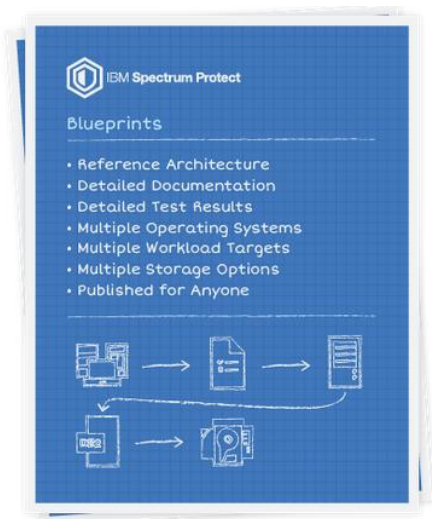 IBM Spectrum Protect
Blueprints
• Reference Architecture
• Detailed Documentation
• Detailed Test Results
• Multiple Operating Systems
• Multiple Workload Targets
• Multiple Storage Options
• Published for Anyone